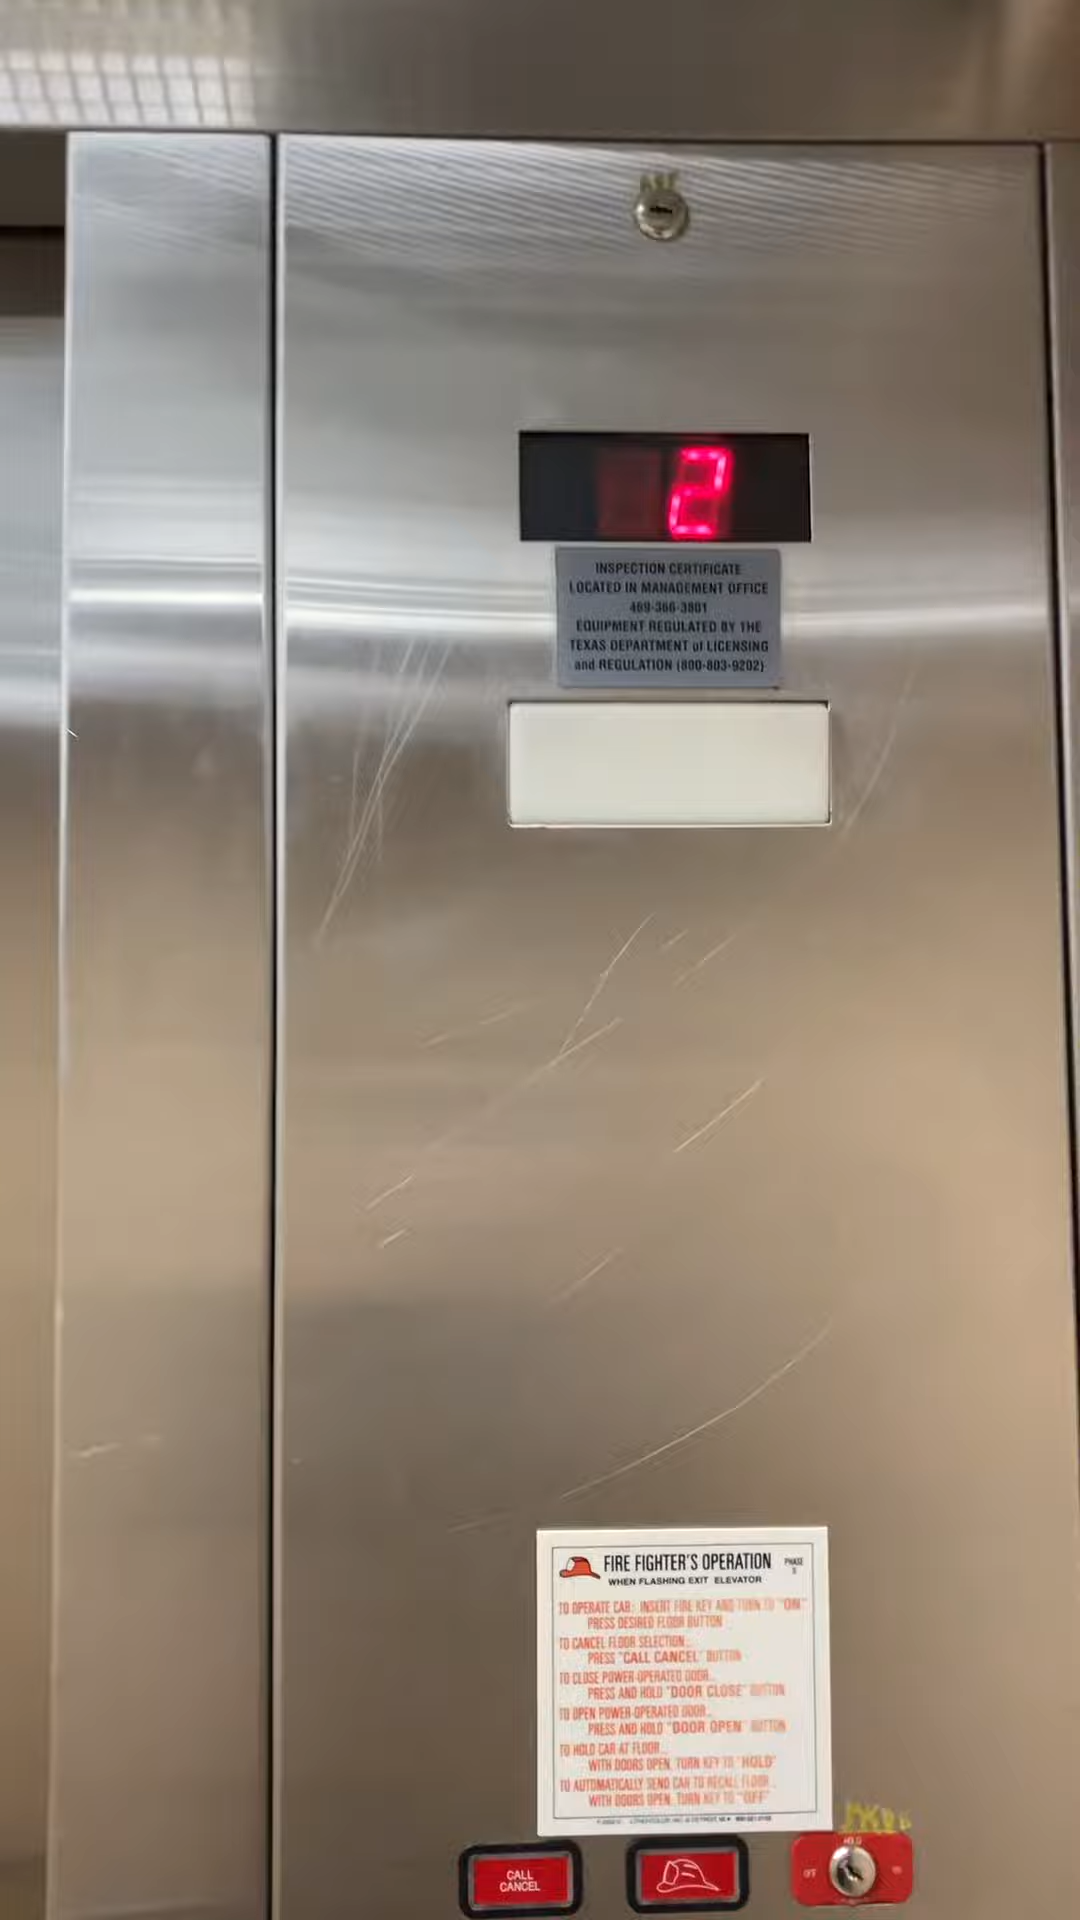 2
INSPECTION CERTIFICATE
LOCATED IN MANAGEMENT OFFICE
469-366-3801
EQUIPMENT REGULATED BY THE
TEXAS DEPARTMENT of LICENSING
and REGULATION (800-803-9202)
FIRE FIGHTER'S OPERATION
PHASE
WHEN FLASHING EXIT ELEVATOR
TO OPERATE CAR: INSERT FIRE KEY AND TURN TO "ON"
PRESS DESIRED FLOOR BUTTON
TO CANCEL FLOOR SELECTION...
PRESS "CALL CANCEL" BUTTON
TO CLOSE POWER-OPERATED DOOR...
PRESS AND HOLD "DOOR CLOSE" BUTTON
TO OPEN POWER-OPERATED DOOR...
PRESS AND HOLD "DOOR OPEN" BUTTON
TO HOLD CAR AT FLOOR...
WITH DOORS OPEN, TURN KEY TO "HOLD"
TO AUTOMATICALLY SEND CAR TO RECALL FLOOR...
WITH DOORS OPEN, TURN KEY TO "OFF"
CALL
CANCEL
HOLD
OFF